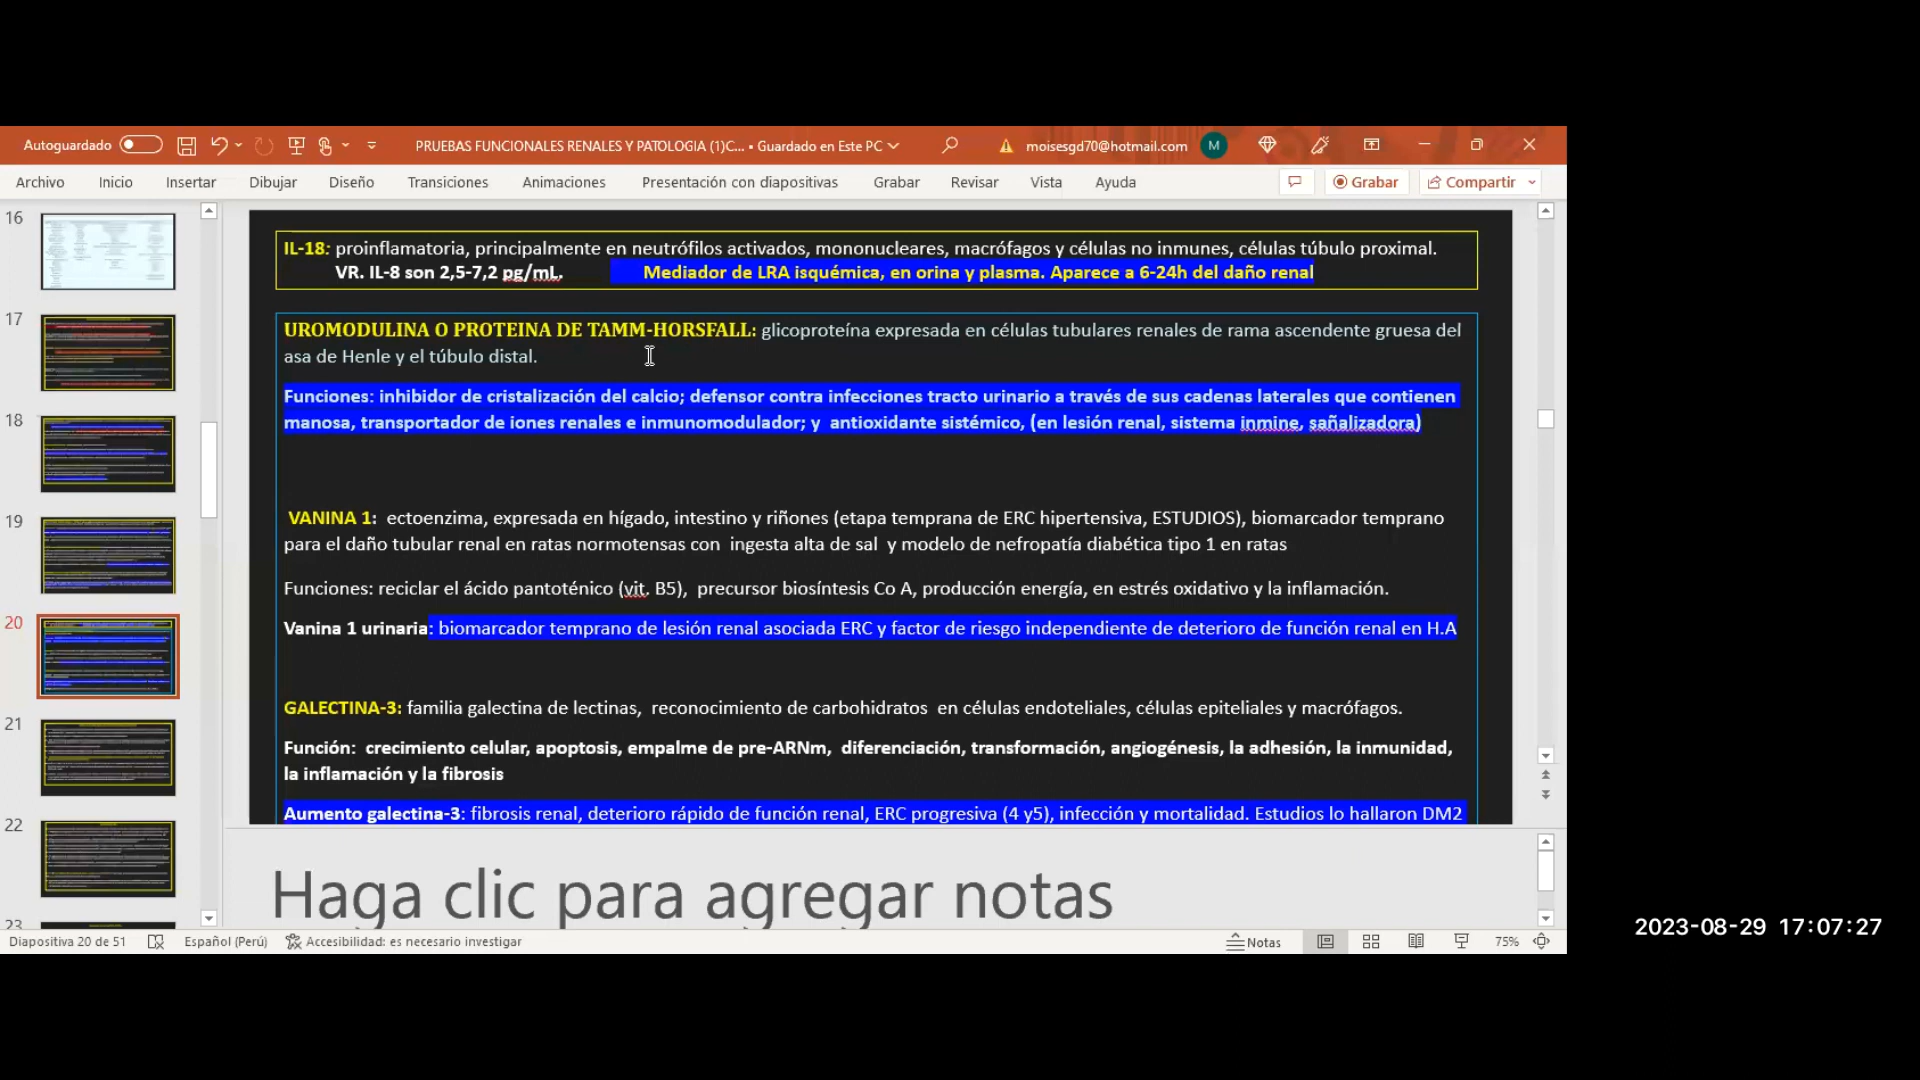 Autoguardado
PRUEBAS FUNCIONALES RENALES Y PATOLOGIA (1)C... • Guardado en Este PC
moisesgd70@hotmail.com
M
Archivo Inicio Insertar Dibujar Diseño Transiciones Animaciones Presentación con diapositivas Grabar Revisar Vista Ayuda
Grabar
Compartir
16
17
18
19
20
21
22
23
IL-18: proinflamatoria, principalmente en neutrófilos activados, mononucleares, macrófagos y células no inmunes, células túbulo proximal.
VR. IL-8 son 2,5-7,2 pg/mL. Mediador de LRA isquémica, en orina y plasma. Aparece a 6-24h del daño renal
UROMODULINA O PROTEINA DE TAMM-HORSFALL: glicoproteína expresada en células tubulares renales de rama ascendente gruesa del
asa de Henle y el túbulo distal.
Funciones: inhibidor de cristalización del calcio; defensor contra infecciones tracto urinario a través de sus cadenas laterales que contienen
manosa, transportador de iones renales e inmunomodulador; y antioxidante sistémico, (en lesión renal, sistema inmine, sañalizadora)
VANINA 1: ectoenzima, expresada en hígado, intestino y riñones (etapa temprana de ERC hipertensiva, ESTUDIOS), biomarcador temprano
para el daño tubular renal en ratas normotensas con ingesta alta de sal y modelo de nefropatía diabética tipo 1 en ratas
Funciones: reciclar el ácido pantoténico (vit. B5), precursor biosíntesis Co A, producción energía, en estrés oxidativo y la inflamación.
Vanina 1 urinaria: biomarcador temprano de lesión renal asociada ERC y factor de riesgo independiente de deterioro de función renal en H.A
GALECTINA-3: familia galectina de lectinas, reconocimiento de carbohidratos en células endoteliales, células epiteliales y macrófagos.
Función: crecimiento celular, apoptosis, empalme de pre-ARNm, diferenciación, transformación, angiogénesis, la adhesión, la inmunidad,
la inflamación y la fibrosis
Aumento galectina-3: fibrosis renal, deterioro rápido de función renal, ERC progresiva (4 y5), infección y mortalidad. Estudios lo hallaron DM2
Haga clic para agregar notas
Diapositiva 20 de 51 Español (Perú) Accesibilidad: es necesario investigar Notas 75%
2023-08-29 17:07:27